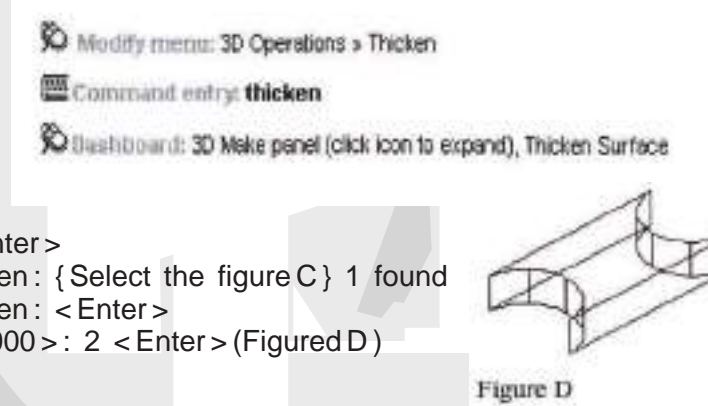 Modify menu: 3D Operations » Thicken
Command entry: thicken
Dashboard: 3D Make panel (click icon to expand), Thicken Surface
nter >
en : { Select the figure C } 1 found
en : < Enter >
000 > : 2 < Enter > (Figured D )
Figure D